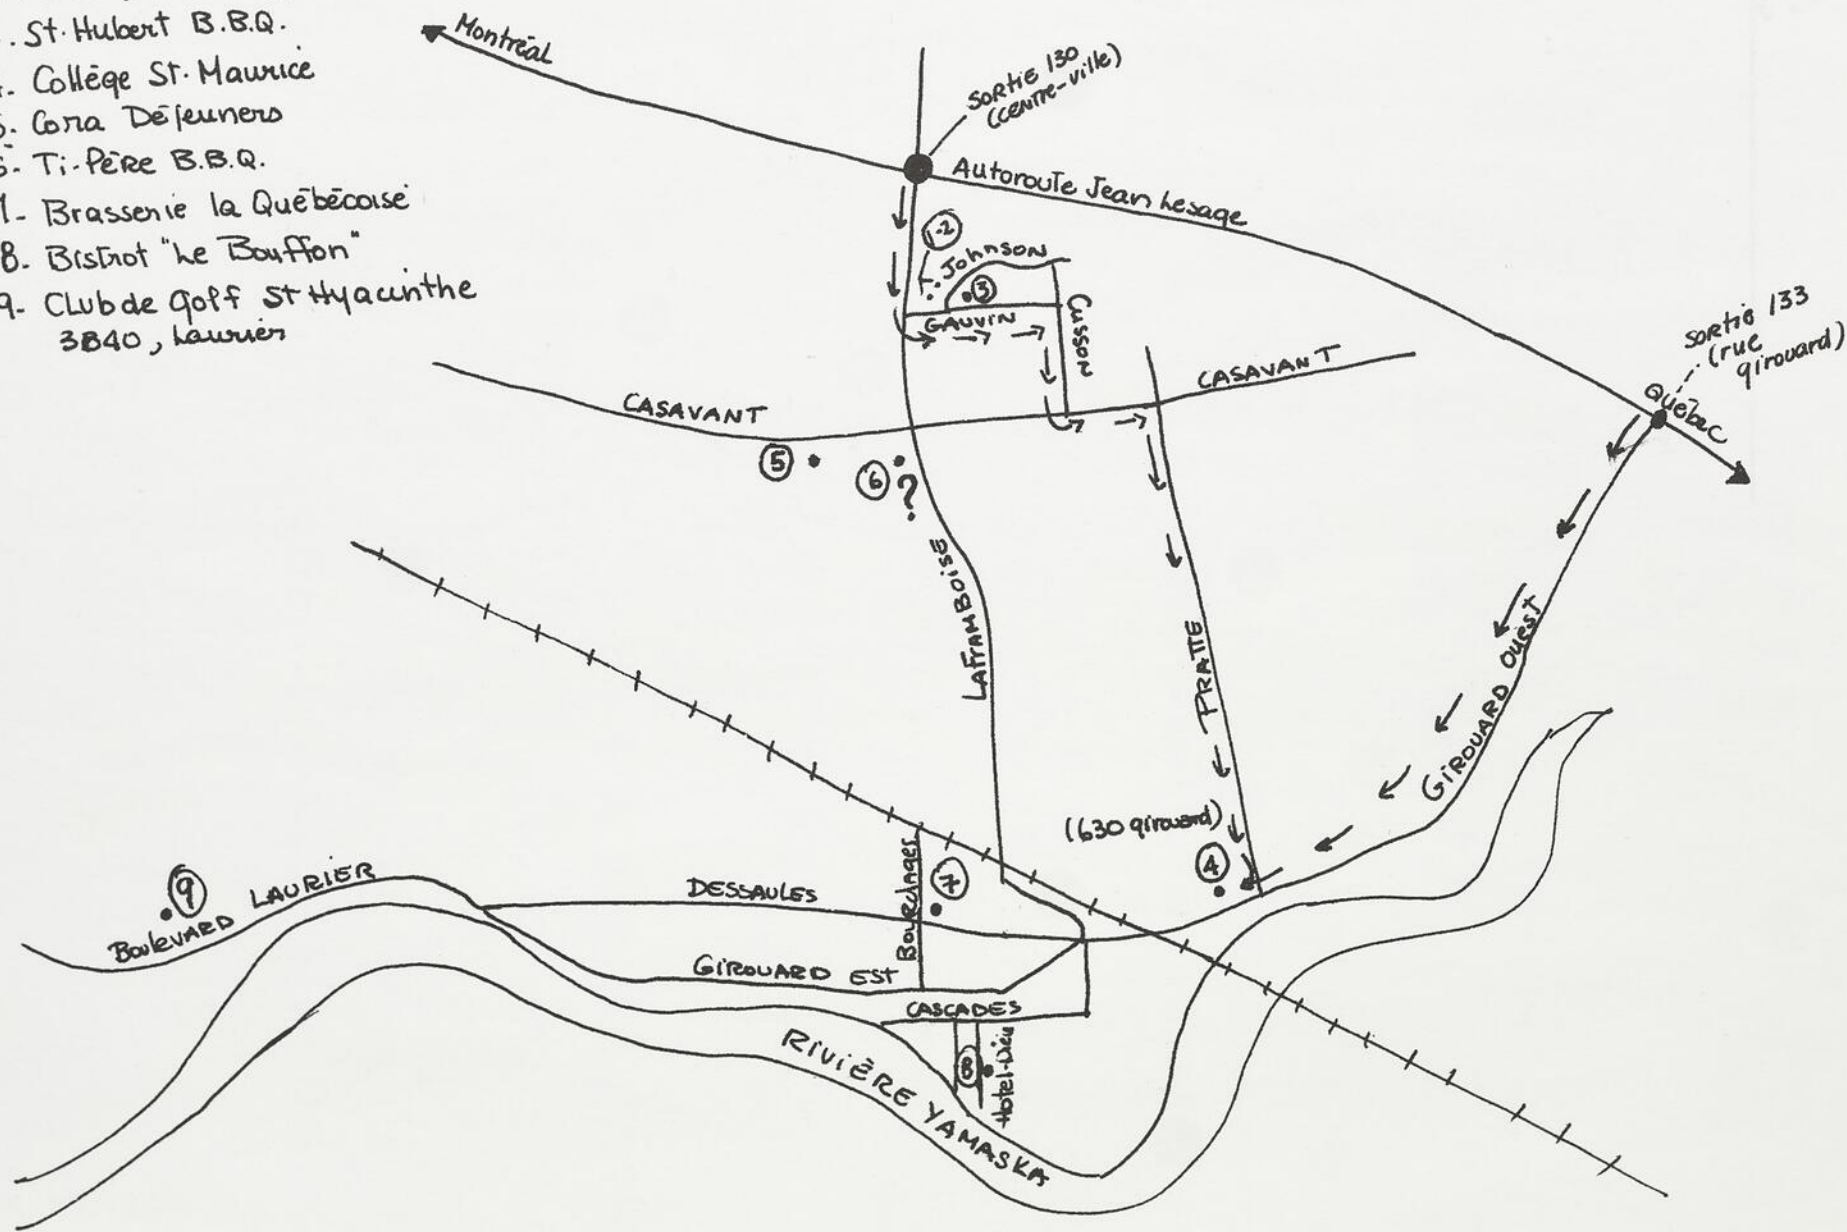 . St. Hubert B.B.Q.
. Collège St. Maurice
5. Cora Déjeuners
6- Ti-Père B.B.Q.
7- Brasserie la Québécoise
8- Bistrot "Le Bouffon"
9- Club de golf St Hyacinthe
3840, Laurier
Montréal
SORTIE 130
(CENTRE-ville)
Autoroute Jean Lesage
1-2
JOHNSON
3
GAUVIN
CUSSON
SORTIE 133
(rue
girouard)
Québec
CASAVANT
CASAVANT
5
6
?
LAFRAMBOISE
PRATTE
GIROUARD OUEST
(630 girouard)
4
9
BOULEVARD LAURIER
DESSAULES
Bourdages
7
GIROUARD EST
CASCADES
8
Hotel-Dieu
RIVIÈRE YAMASKA